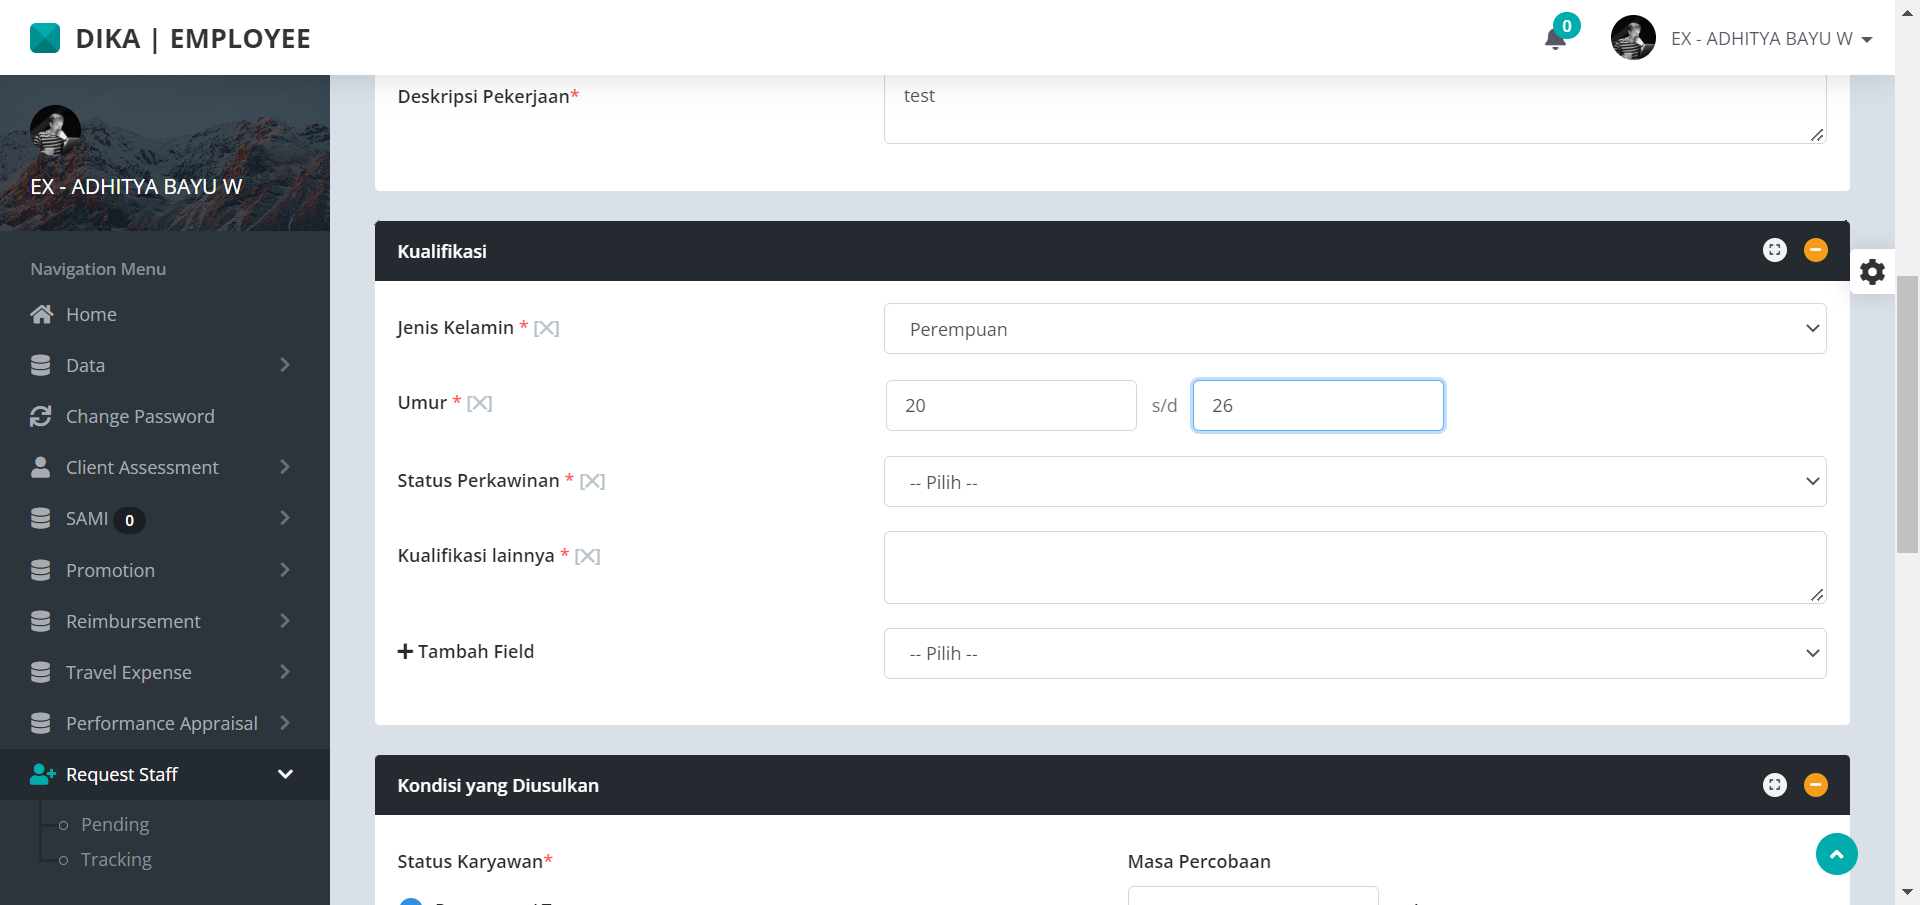 DIKA | EMPLOYEE
0
EX - ADHITYA BAYU W
EX - ADHITYA BAYU W
Navigation Menu
Home
Data
Change Password
Client Assessment
SAMI 0
Promotion
Reimbursement
Travel Expense
Performance Appraisal
Request Staff
Pending
Tracking
Deskripsi Pekerjaan*
test
Kualifikasi
Jenis Kelamin * [X]
Perempuan
Umur * [X]
20 s/d 26
Status Perkawinan * [X]
-- Pilih --
Kualifikasi lainnya * [X]
Tambah Field
-- Pilih --
Kondisi yang Diusulkan
Status Karyawan*
Masa Percobaan